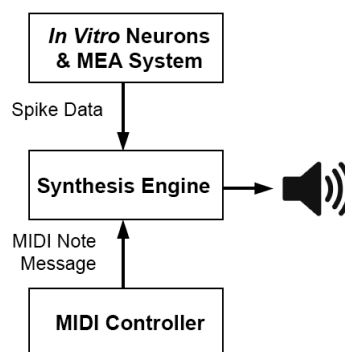 In Vitro Neurons
& MEA System
Spike Data
Synthesis Engine
MIDI Note
Message
MIDI Controller